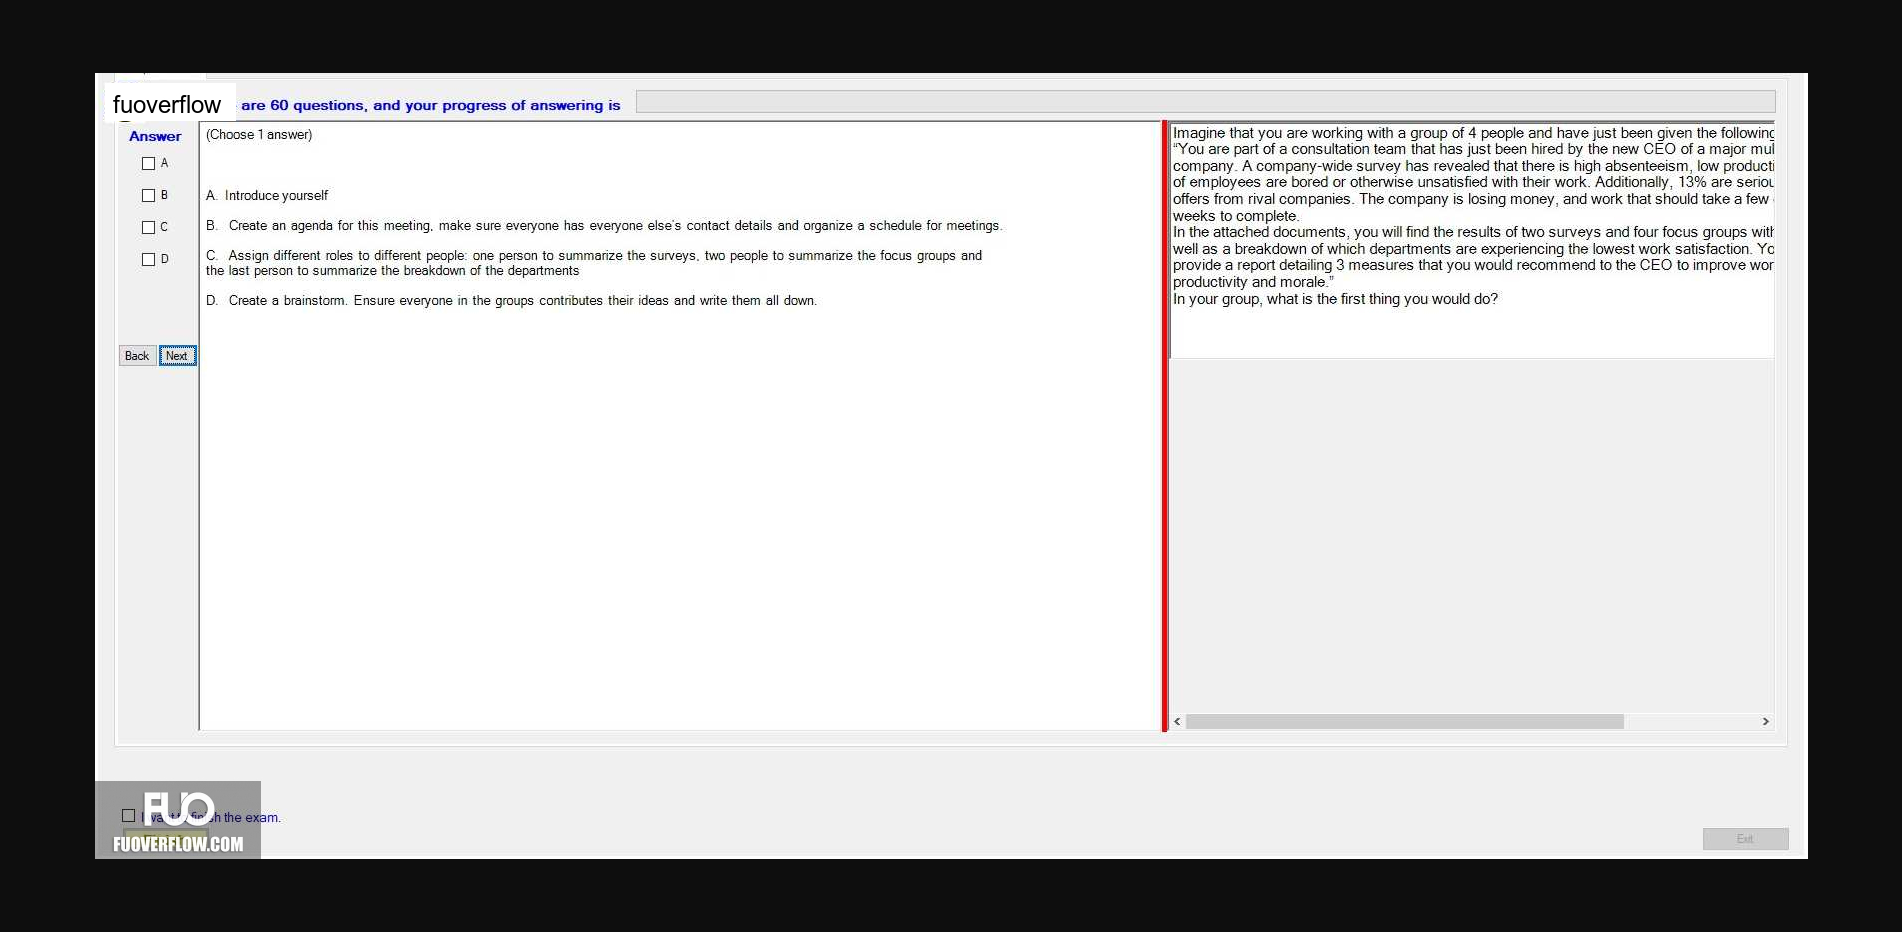 fuoverflow
are 60 questions, and your progress of answering is
Answer
A
B
C
D
Back
Next
(Choose 1 answer)
A. Introduce yourself
B. Create an agenda for this meeting, make sure everyone has everyone else's contact details and organize a schedule for meetings.
C. Assign different roles to different people: one person to summarize the surveys, two people to summarize the focus groups and
the last person to summarize the breakdown of the departments
D. Create a brainstorm. Ensure everyone in the groups contributes their ideas and write them all down.
Imagine that you are working with a group of 4 people and have just been given the following
“You are part of a consultation team that has just been hired by the new CEO of a major mul
company. A company-wide survey has revealed that there is high absenteeism, low producti
of employees are bored or otherwise unsatisfied with their work. Additionally, 13% are seriou
offers from rival companies. The company is losing money, and work that should take a few
weeks to complete.
In the attached documents, you will find the results of two surveys and four focus groups with
well as a breakdown of which departments are experiencing the lowest work satisfaction. Yo
provide a report detailing 3 measures that you would recommend to the CEO to improve wor
productivity and morale.”
In your group, what is the first thing you would do?
FUO
the exam.
FUOVERFLOW.COM
Exit